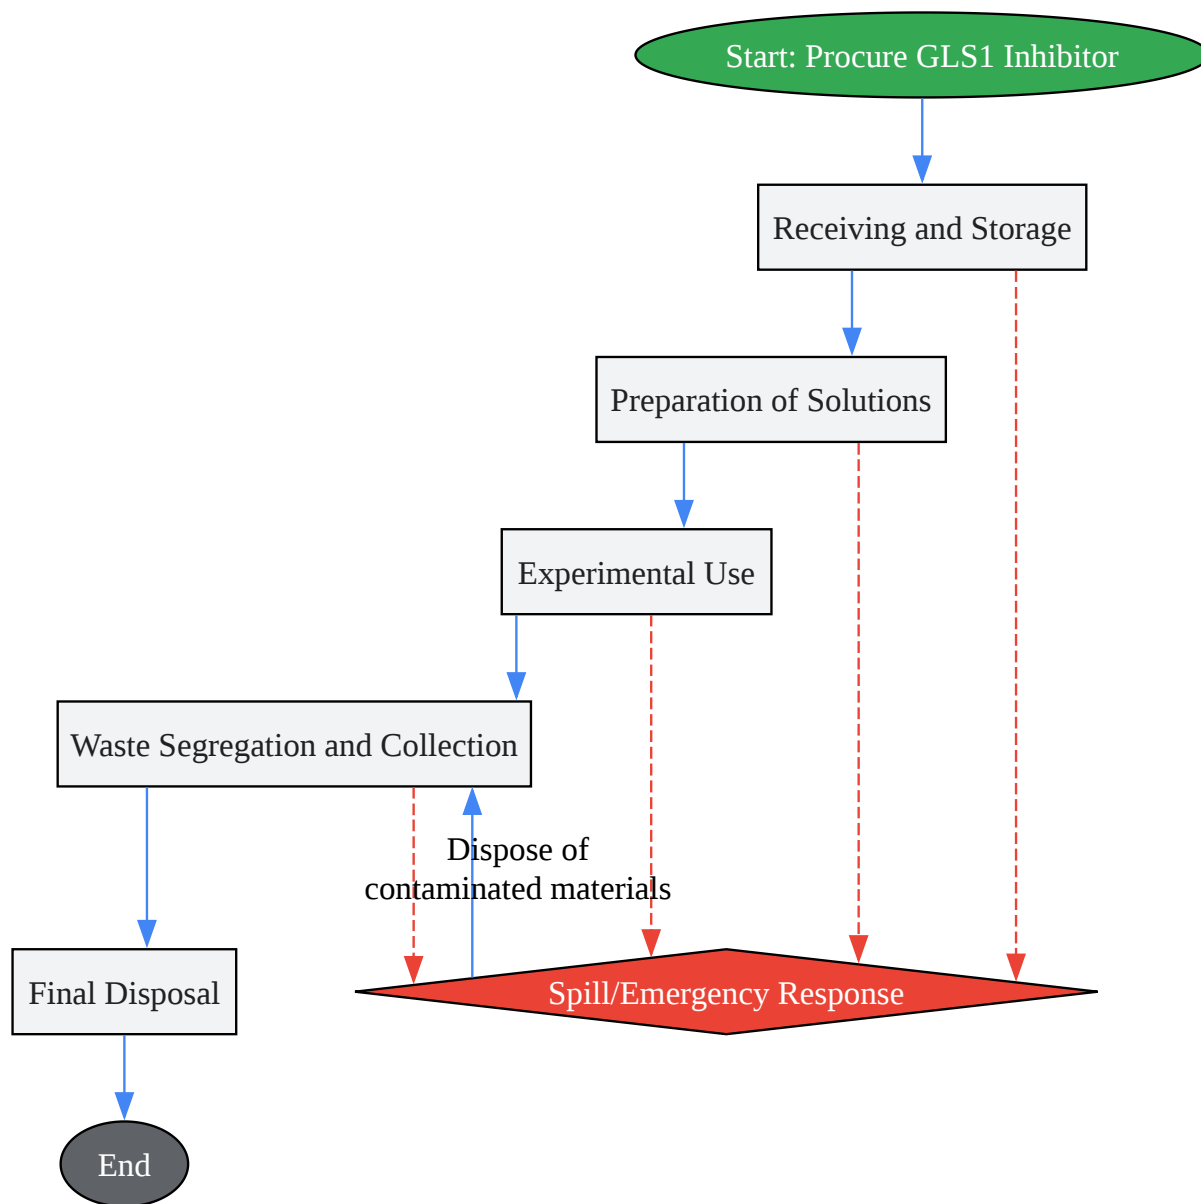 Start: Procure GLS1 Inhibitor
Receiving and Storage
Preparation of Solutions
Experimental Use
Waste Segregation and Collection
Dispose of
contaminated materials
Final Disposal
Spill/Emergency Response
End